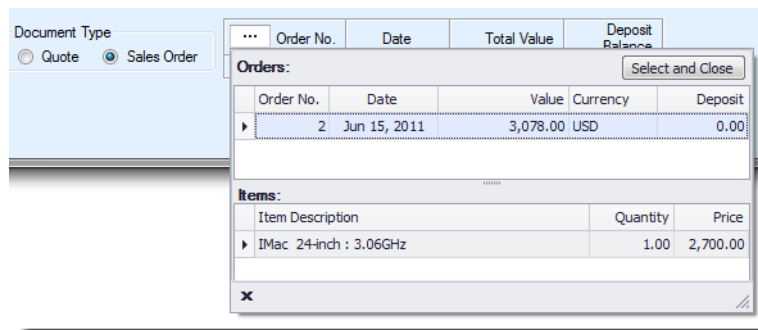 Document Type
Quote Sales Order
... Order No. Date Total Value Deposit
Balance
Orders: Select and Close
Order No. Date Value Currency Deposit
2 Jun 15, 2011 3,078.00 USD 0.00
Items:
Item Description Quantity Price
IMac 24-inch : 3.06GHz 1.00 2,700.00
x